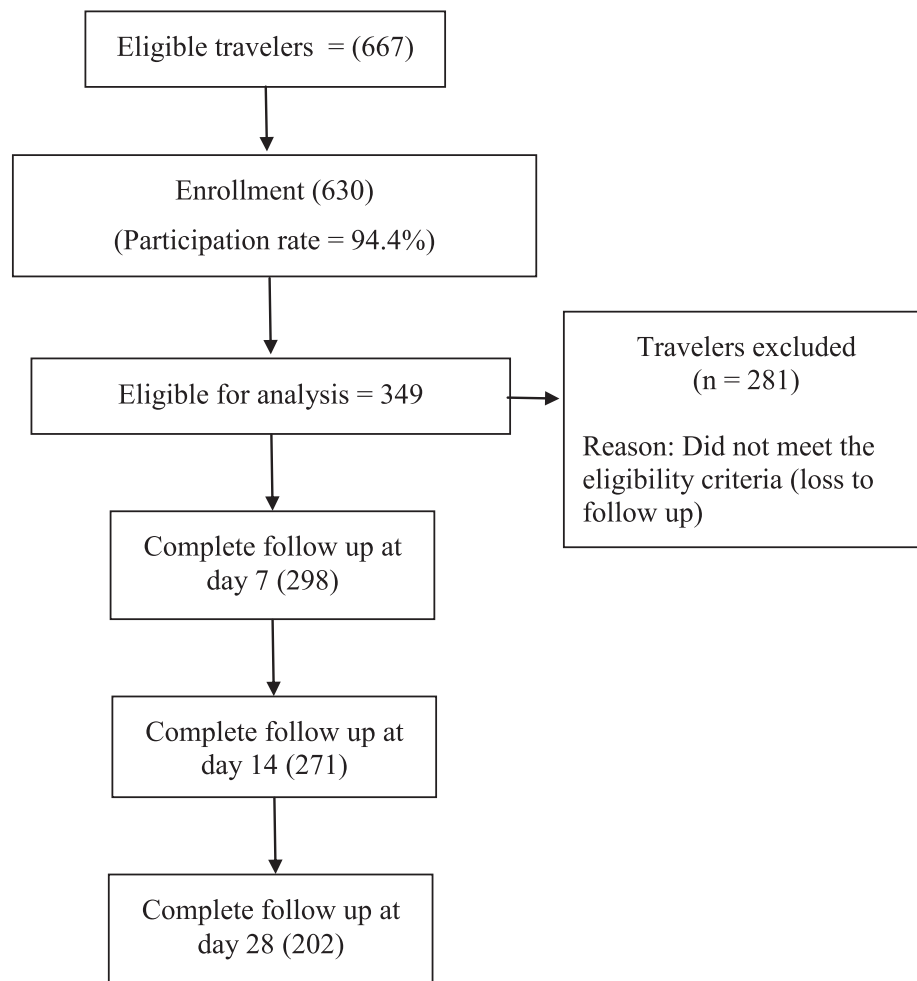 Eligible travelers = (667)
Enrollment (630)
(Participation rate = 94.4%)
Eligible for analysis = 349
Travelers excluded
(n = 281)
Reason: Did not meet the
eligibility criteria (loss to
follow up)
Complete follow up at
day 7 (298)
Complete follow up at
day 14 (271)
Complete follow up at
day 28 (202)